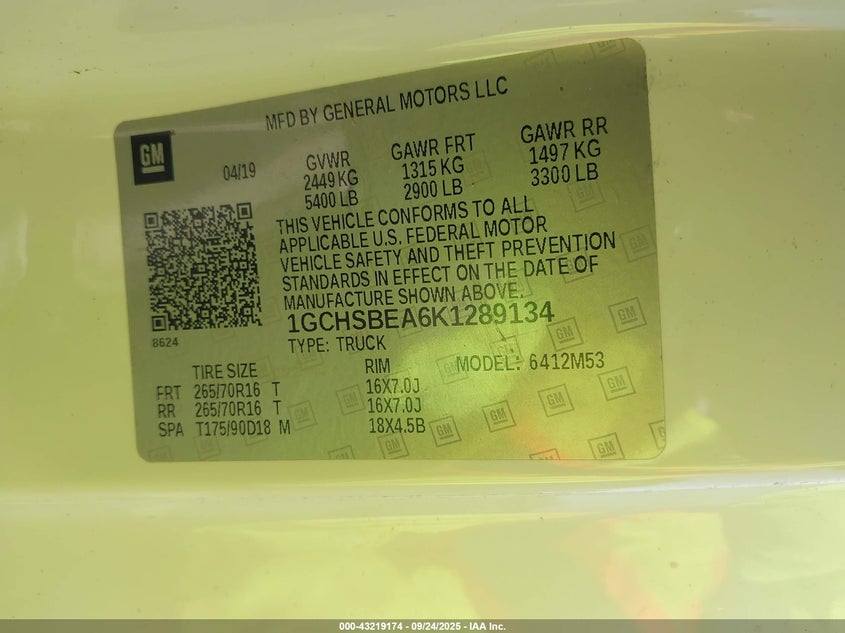 MFD BY GENERAL MOTORS LLC
GM
04/19
GVWR GAWR FRT GAWR RR
2449 KG 1315 KG 1497 KG
5400 LB 2900 LB 3300 LB
THIS VEHICLE CONFORMS TO ALL
APPLICABLE U.S. FEDERAL MOTOR
VEHICLE SAFETY AND THEFT PREVENTION
STANDARDS IN EFFECT ON THE DATE OF
MANUFACTURE SHOWN ABOVE.
1GCHSBEA6K1289134
8624
TYPE: TRUCK
TIRE SIZE RIM MODEL: 6412M53
FRT 265/70R16 T 16X7.0J
RR 265/70R16 T 16X7.0J
SPA T175/90D18 M 18X4.5B
000-43219174 - 09/24/2025 - IAA Inc.